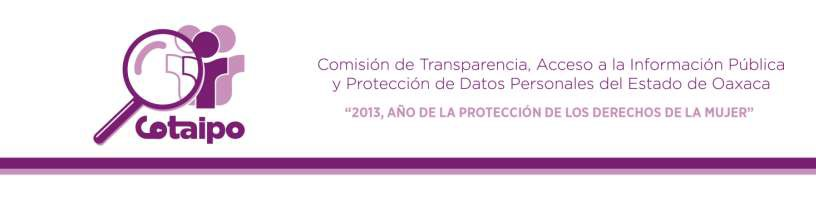 Comisión de Transparencia, Acceso a la Información Pública
y Protección de Datos Personales del Estado de Oaxaca
“2013, AÑO DE LA PROTECCIÓN DE LOS DERECHOS DE LA MUJER”
Cotaipo